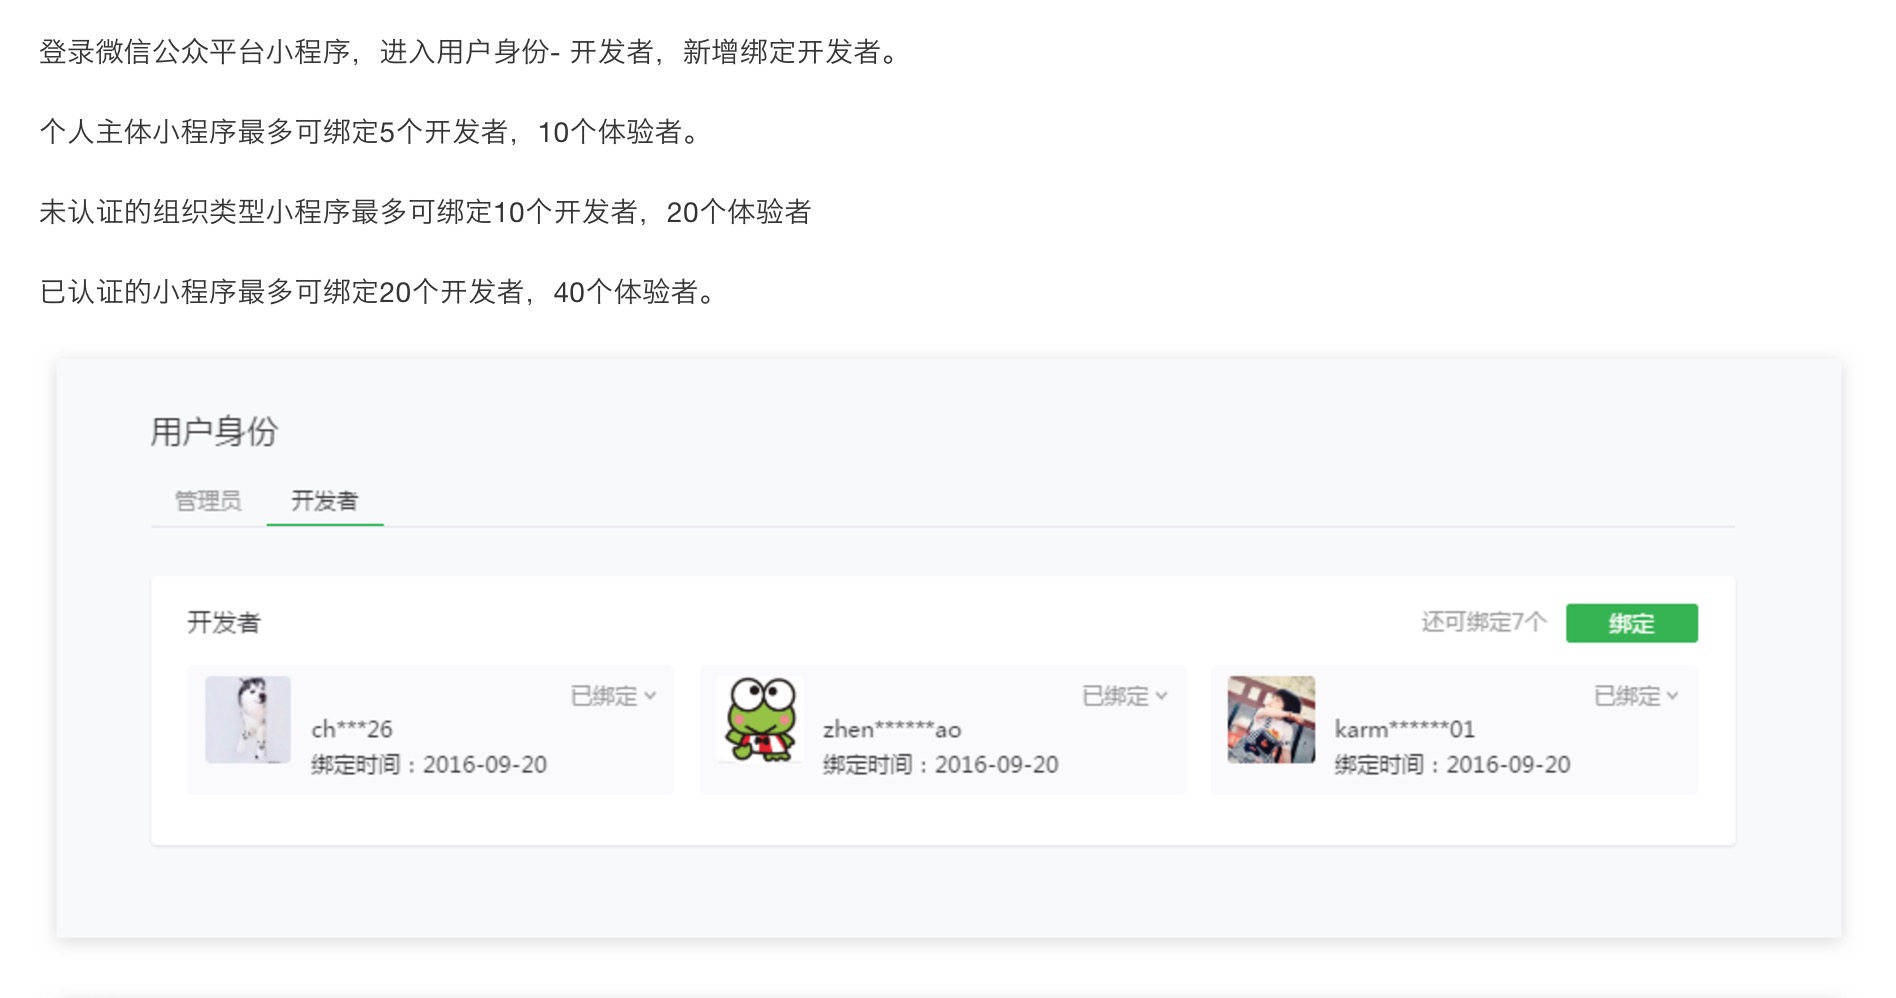 登录微信公众平台小程序，进入用户身份- 开发者，新增绑定开发者。
个人主体小程序最多可绑定5个开发者，10个体验者。
未认证的组织类型小程序最多可绑定10个开发者，20个体验者
已认证的小程序最多可绑定20个开发者，40个体验者。
用户身份
管理员 开发者
开发者 还可绑定7个 绑定
已绑定 已绑定 已绑定
ch***26 zhen******ao karm******01
绑定时间：2016-09-20 绑定时间：2016-09-20 绑定时间：2016-09-20